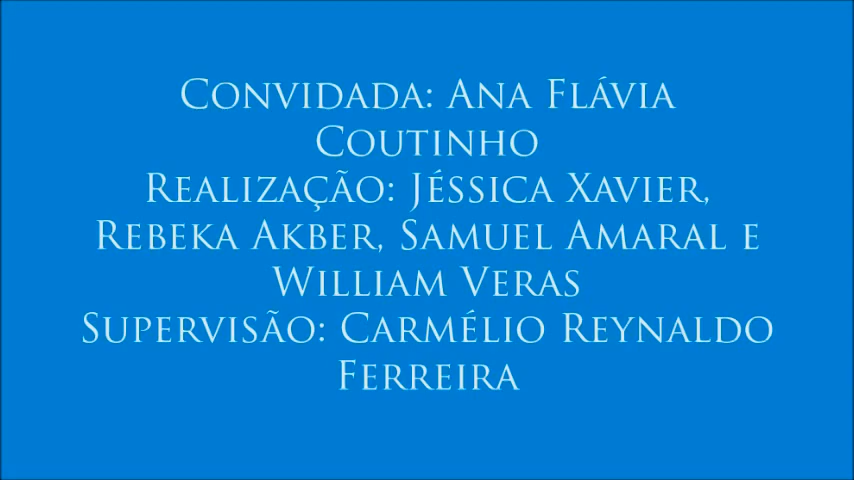 Convidada: Ana Flávia
Coutinho
Realização: Jéssica Xavier,
Rebeka Akber, Samuel Amaral e
William Veras
Supervisão: Carmélio Reynaldo
Ferreira